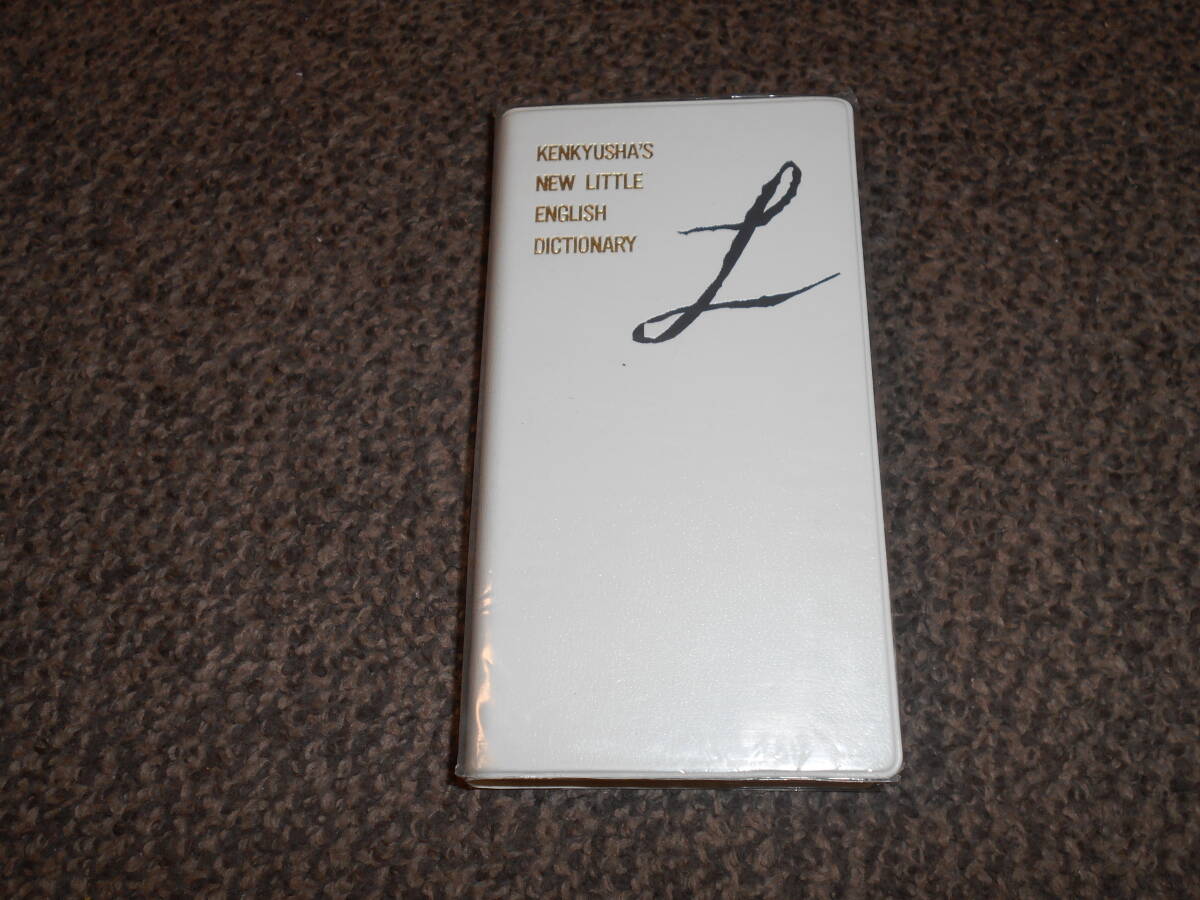 KENKYUSHA'S
NEW LITTLE
ENGLISH
DICTIONARY
L